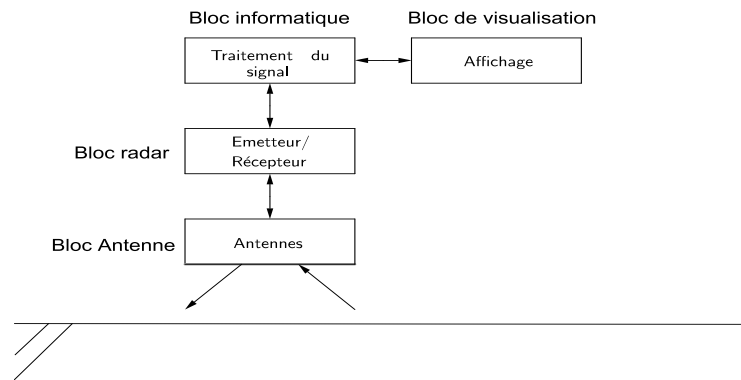 Bloc informatique
Bloc de visualisation
Traitement du
signal
Affichage
Bloc radar
Emetteur/
Récepteur
Bloc Antenne
Antennes